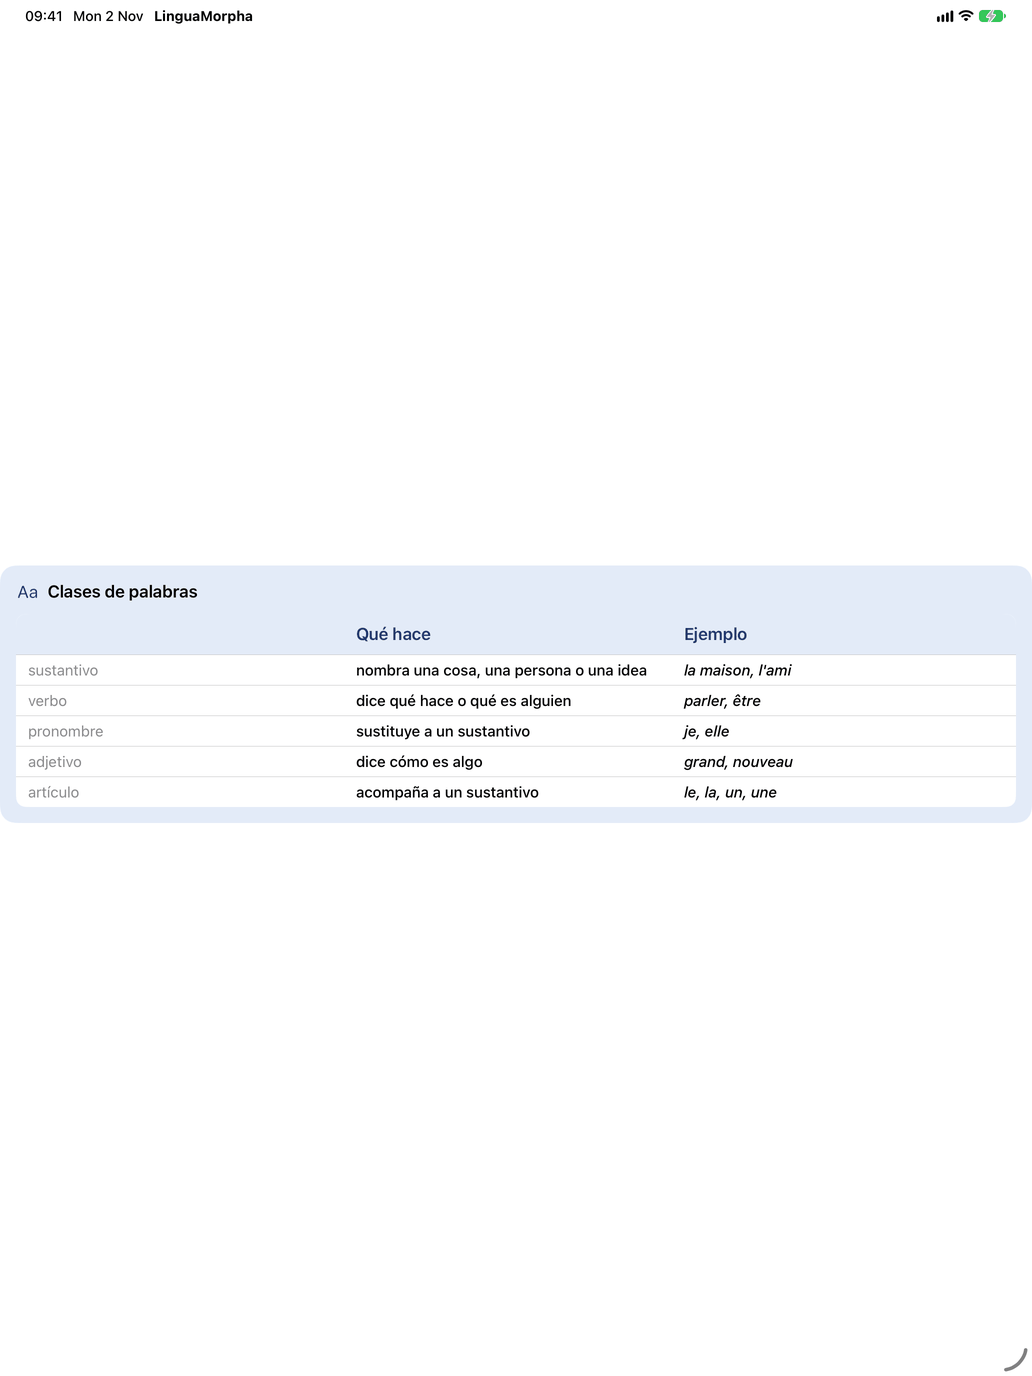 09:41 Mon 2 Nov LinguaMorpha
Aa Clases de palabras
Qué hace Ejemplo
sustantivo nombra una cosa, una persona o una idea la maison, l'ami
verbo dice qué hace o qué es alguien parler, être
pronombre sustituye a un sustantivo je, elle
adjetivo dice cómo es algo grand, nouveau
artículo acompaña a un sustantivo le, la, un, une